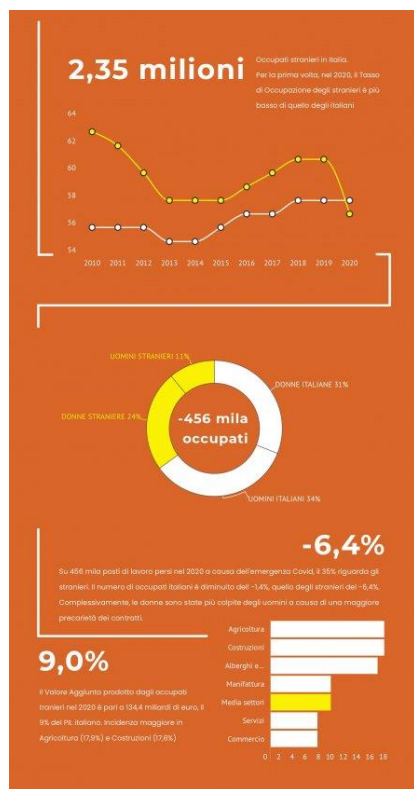 2,35 milioni
Occupati stranieri in Italia.
Per la prima volta, nel 2020, il Tasso
di Occupazione degli stranieri è più
basso di quello degli italiani
64
62
60
58
56
54
2010 2011 2012 2013 2014 2015 2016 2017 2018 2019 2020
UOMINI STRANIERI 11%
DONNE ITALIANE 31%
DONNE STRANIERE 24%
-456 mila
occupati
UOMINI ITALIANI 34%
-6,4%
Su 456 mila posti di lavoro persi nel 2020 a causa dell'emergenza Covid, il 35% riguarda gli
stranieri. Il numero di occupati italiani è diminuito dell -1,4%, quello degli stranieri del -6,4%.
Complessivamente, le donne sono state più colpite degli uomini a causa di una maggiore
precarietà dei contratti.
9,0%
Il Valore Aggiunto prodotto dagli occupati
tranieri nel 2020 è pari a 134,4 miliardi di euro, il
9% del PIL italiano. Incidenza maggiore in
Agricoltura (17,9%) e Costruzioni (17,6%)
Agricoltura
Costruzioni
Alberghi e...
Manifattura
Media settori
Servizi
Commercio
0 2 4 6 8 10 12 14 16 18